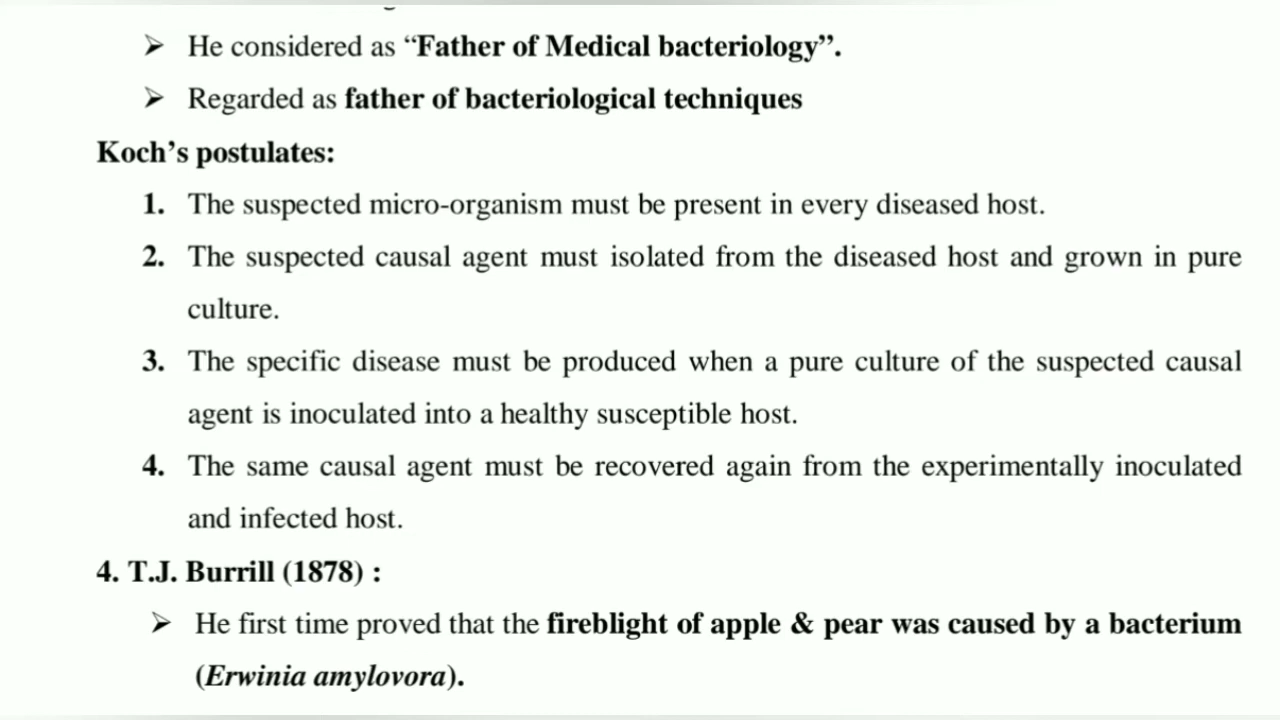 ➢ He considered as “Father of Medical bacteriology”.
➢ Regarded as father of bacteriological techniques
Koch’s postulates:
1. The suspected micro-organism must be present in every diseased host.
2. The suspected causal agent must isolated from the diseased host and grown in pure
culture.
3. The specific disease must be produced when a pure culture of the suspected causal
agent is inoculated into a healthy susceptible host.
4. The same causal agent must be recovered again from the experimentally inoculated
and infected host.
4. T.J. Burrill (1878) :
➢ He first time proved that the fireblight of apple & pear was caused by a bacterium
(Erwinia amylovora).